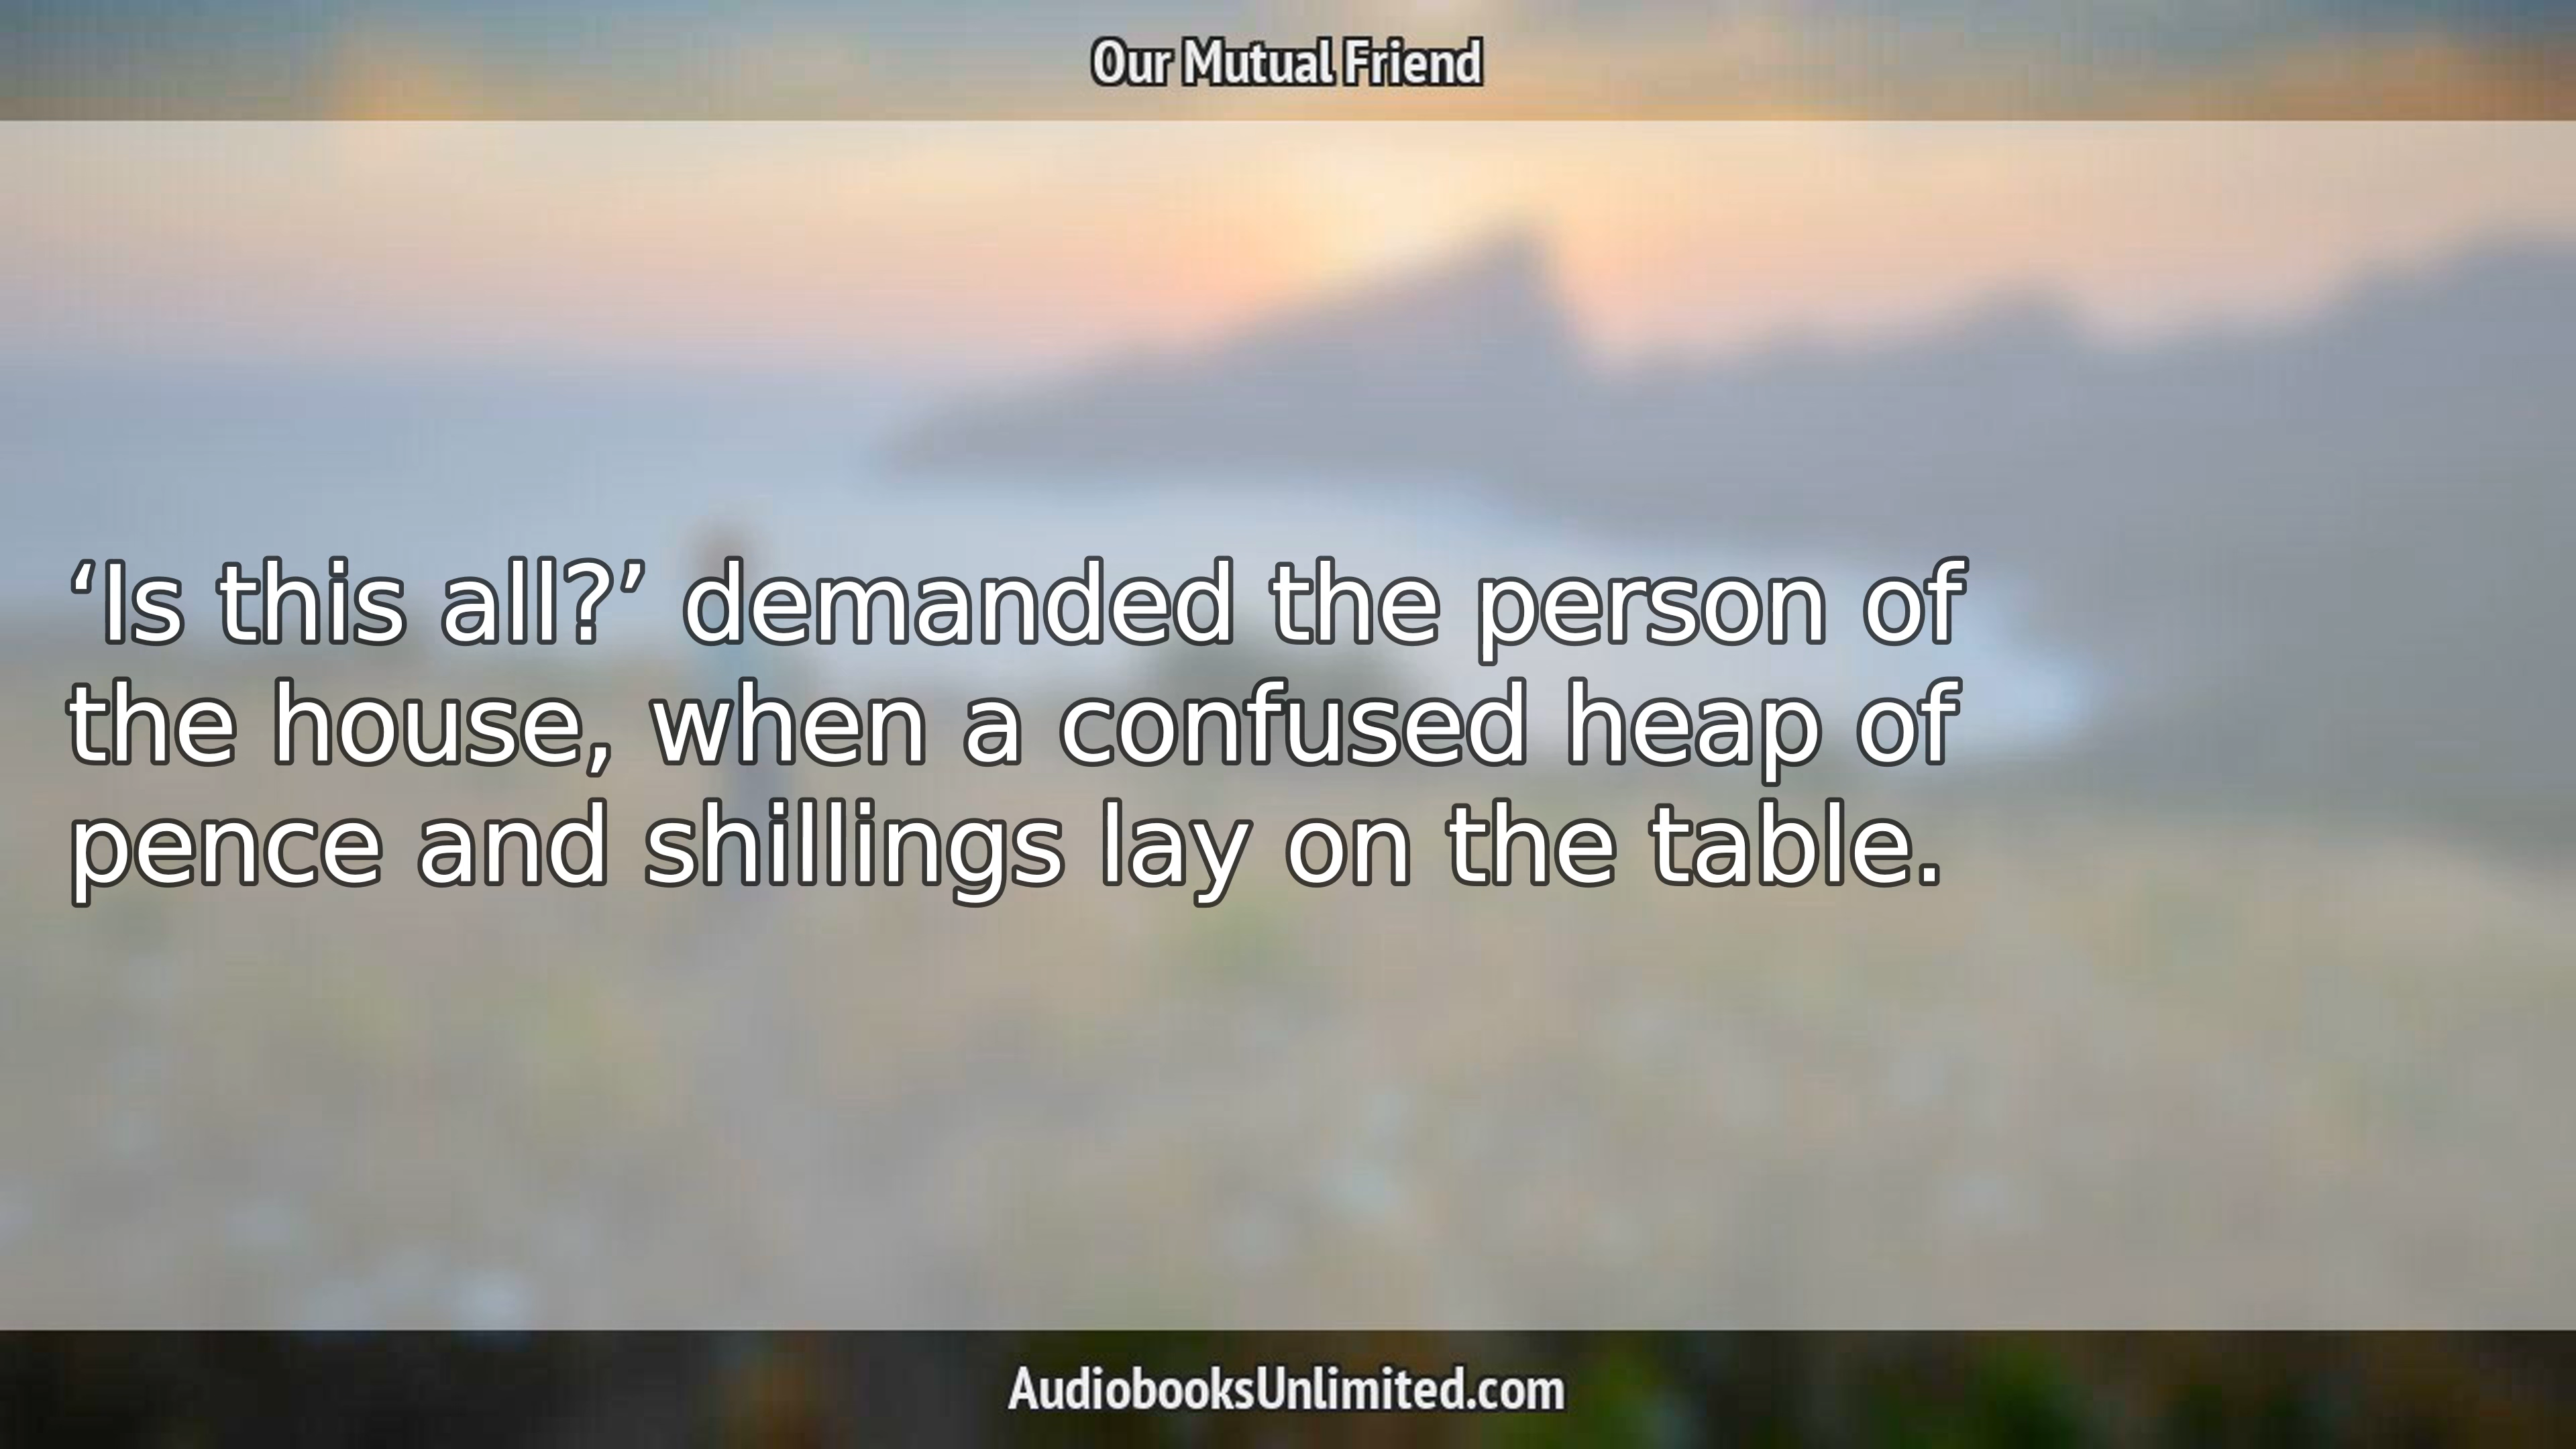 Our Mutual Friend
‘Is this all?’ demanded the person of
the house, when a confused heap of
pence and shillings lay on the table.
AudiobooksUnlimited.com